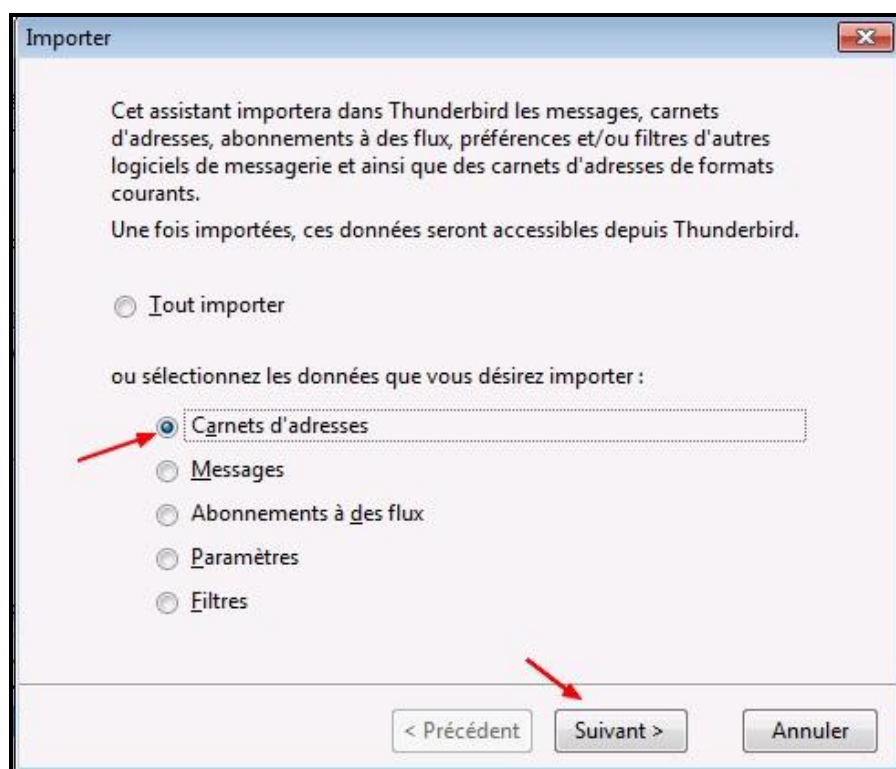 Importer
Cet assistant importera dans Thunderbird les messages, carnets
d'adresses, abonnements à des flux, préférences et/ou filtres d'autres
logiciels de messagerie et ainsi que des carnets d'adresses de formats
courants.
Une fois importées, ces données seront accessibles depuis Thunderbird.
Tout importer
ou sélectionnez les données que vous désirez importer :
Carnets d'adresses
Messages
Abonnements à des flux
Paramètres
Filtres
< Précédent Suivant > Annuler